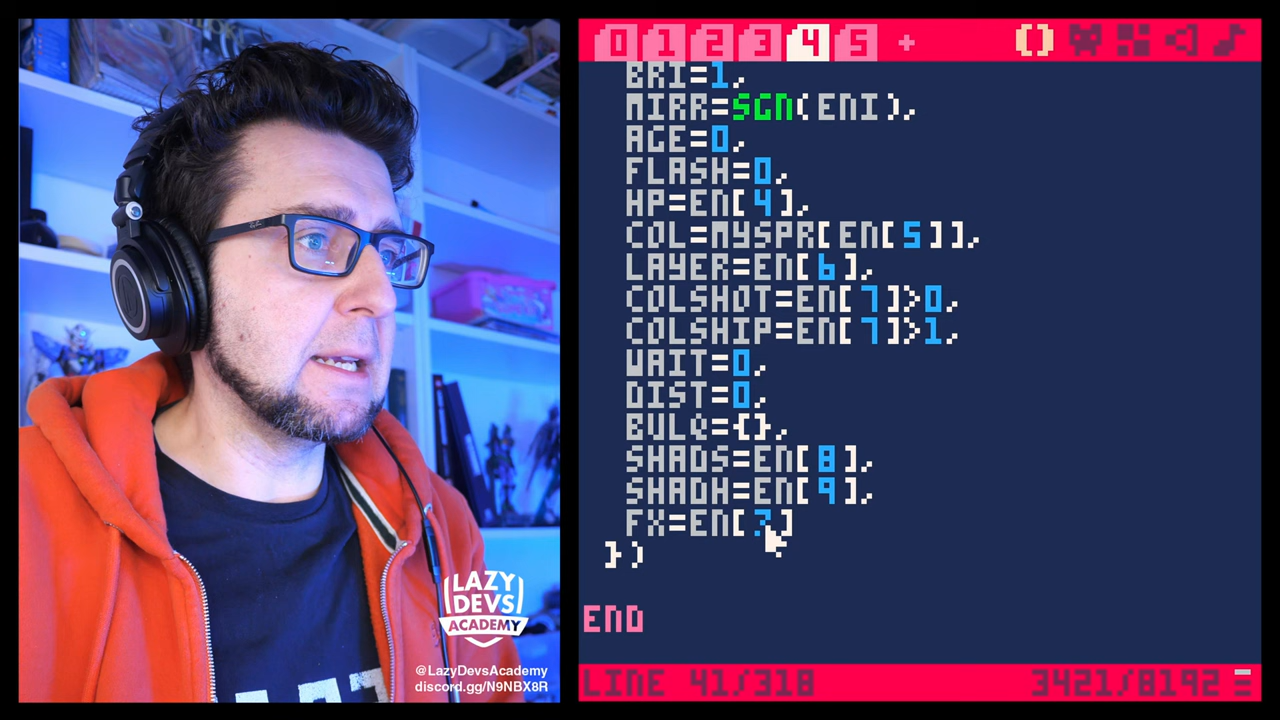 0 1 2 3 4 5 +
BRI=1,
MIRR=SGN(ENI),
AGE=0,
FLASH=0,
HP=EN[4],
COL=MYSPR[EN[5]],
LAYER=EN[6],
COLSHOT=EN[7]>0,
COLSHIP=EN[7]>1,
WAIT=0,
DIST=0,
BULQ={},
SHADS=EN[8],
SHADH=EN[9],
FX=EN[?]
})
END
LINE 41/318
3421/8192
LAZY
DEVS
ACADEMY
@LazyDevsAcademy
discord.gg/N9NBX8R